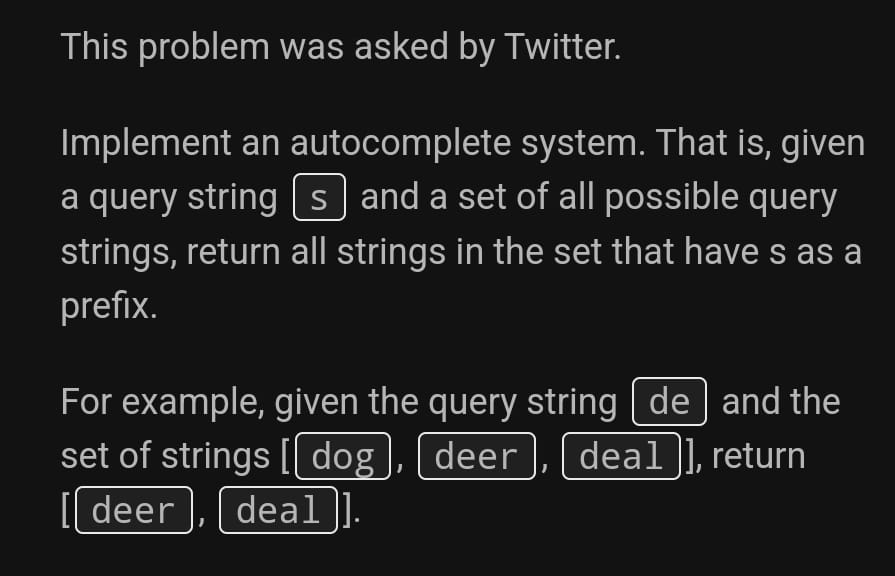 This problem was asked by Twitter.
Implement an autocomplete system. That is, given
a query string s and a set of all possible query
strings, return all strings in the set that have s as a
prefix.
For example, given the query string de and the
set of strings [dog, deer, deal], return
[deer, deal].